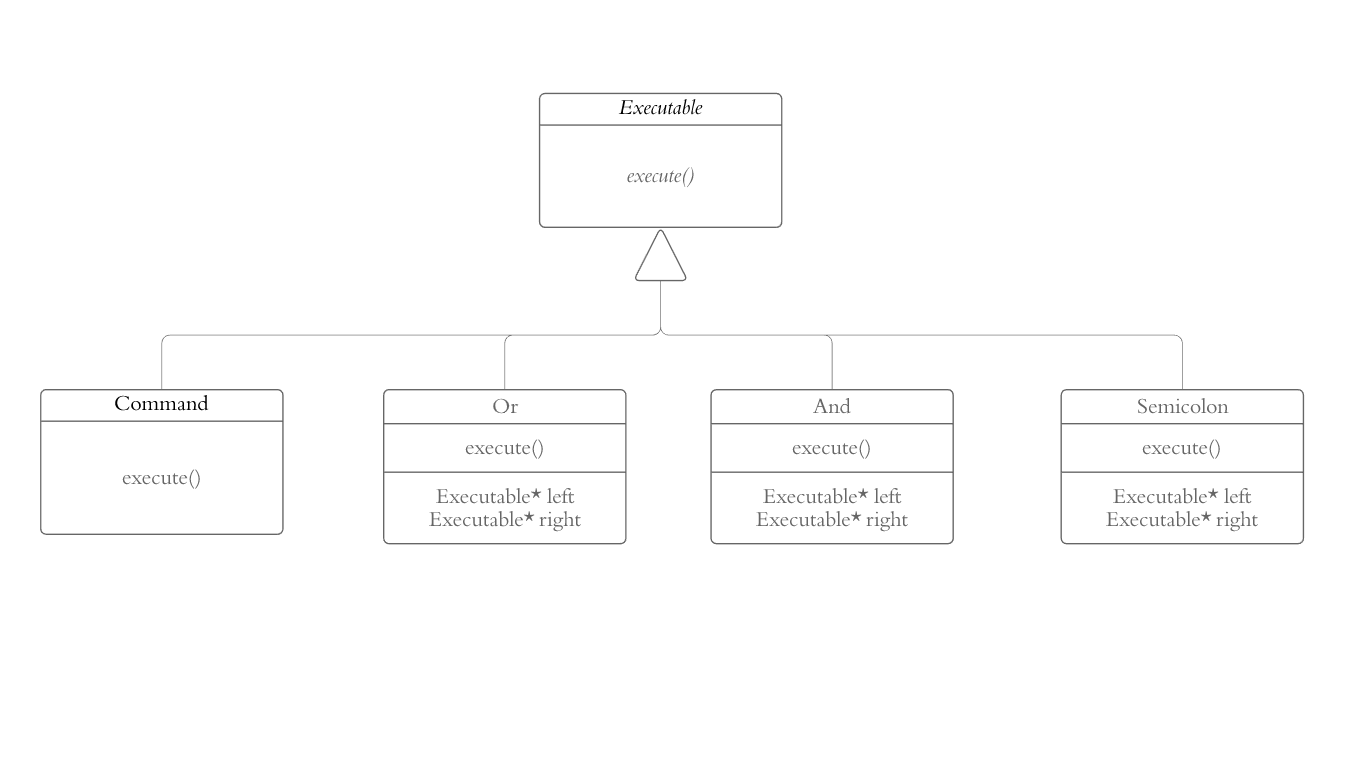 Executable
execute()
Command
execute()
Or
execute()
Executable* left
Executable* right
And
execute()
Executable* left
Executable* right
Semicolon
execute()
Executable* left
Executable* right